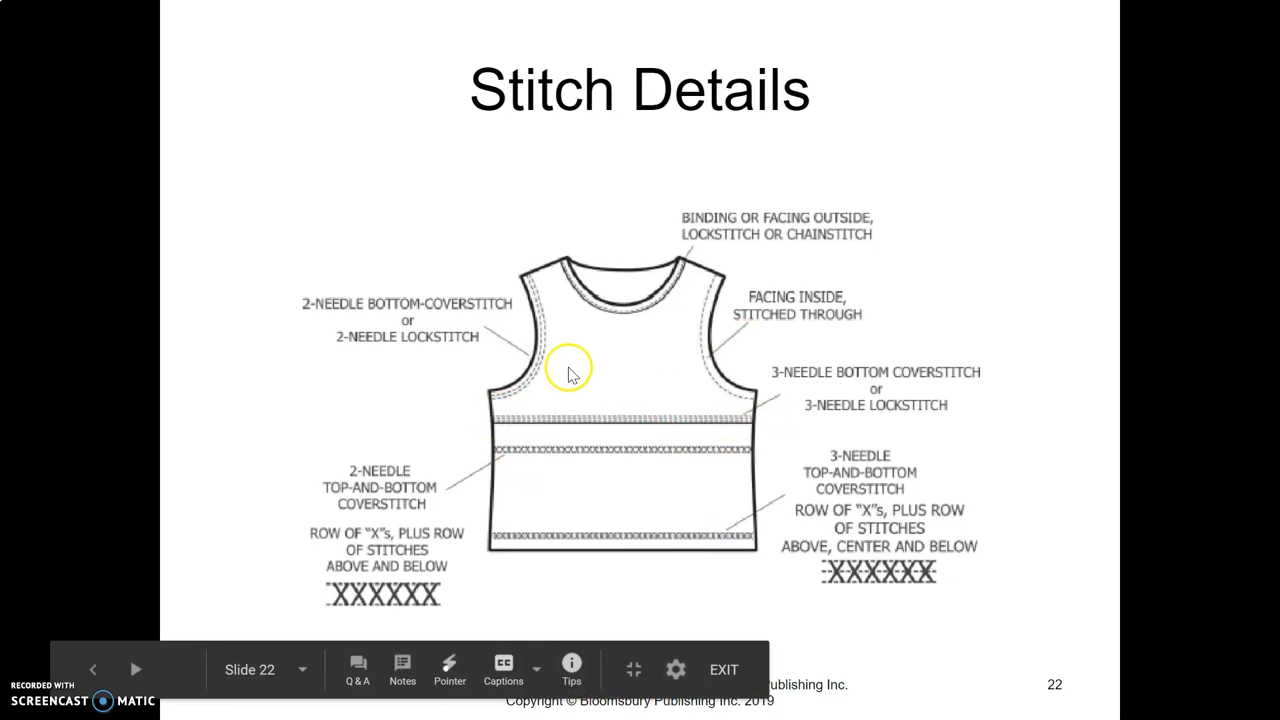 Stitch Details
BINDING OR FACING OUTSIDE,
LOCKSTITCH OR CHAINSTITCH
2-NEEDLE BOTTOM-COVERSTITCH
or
2-NEEDLE LOCKSTITCH
FACING INSIDE,
STITCHED THROUGH
3-NEEDLE BOTTOM COVERSTITCH
or
3-NEEDLE LOCKSTITCH
2-NEEDLE
TOP-AND-BOTTOM
COVERSTITCH
ROW OF "X"s, PLUS ROW
OF STITCHES
ABOVE AND BELOW
XXXXXX
3-NEEDLE
TOP-AND-BOTTOM
COVERSTITCH
ROW OF "X"s, PLUS ROW
OF STITCHES
ABOVE, CENTER AND BELOW
XXXXXX
Slide 22
Q & A
Notes
Pointer
CC
Captions
Tips
EXIT
Publishing Inc.
Copyright © Bloomsbury Publishing Inc. 2019
22
RECORDED WITH
SCREENCAST MATIC